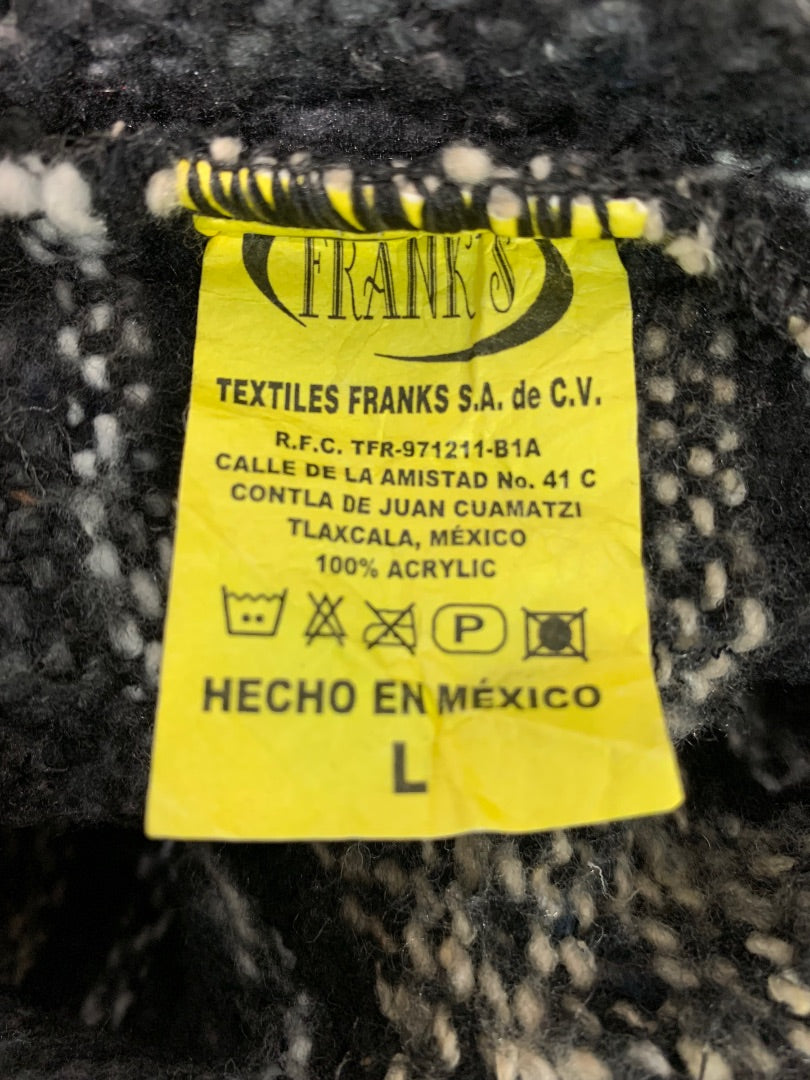 FRANK'S
TEXTILES FRANKS S.A. de C.V.
R.F.C. TFR-971211-B1A
CALLE DE LA AMISTAD No. 41 C
CONTLA DE JUAN CUAMATZI
TLAXCALA, MÉXICO
100% ACRYLIC
P
HECHO EN MÉXICO
L